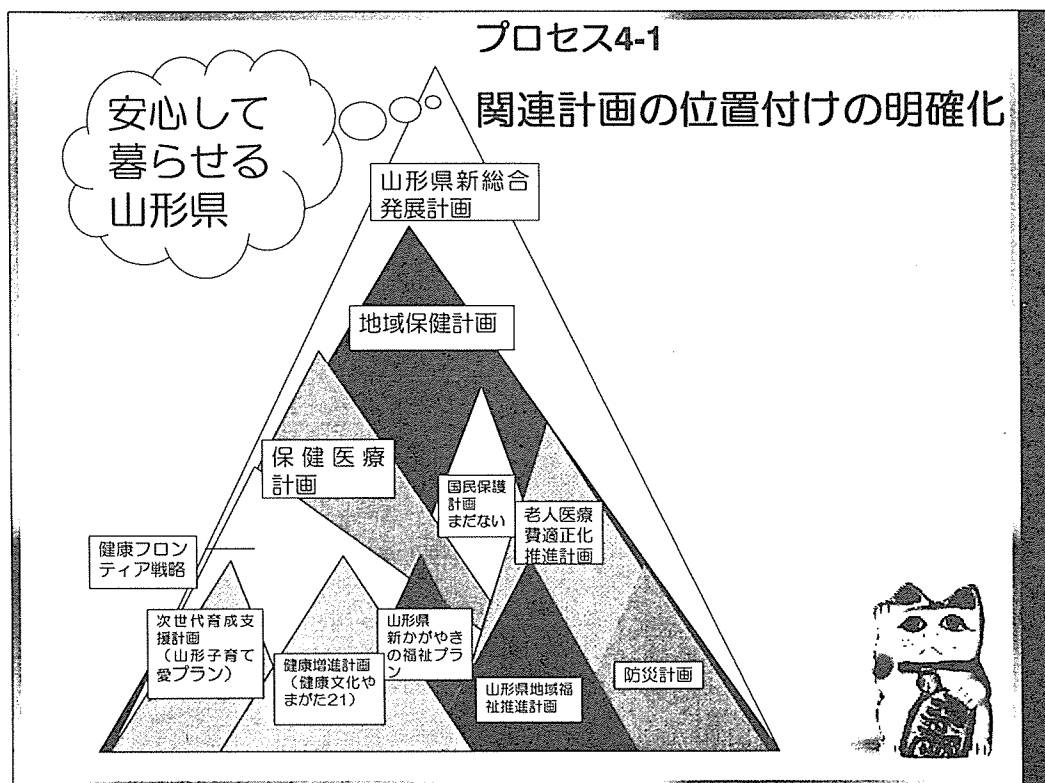 プロセス4-1
関連計画の位置付けの明確化
安心して
暮らせる
山形県
山形県新総合
発展計画
地域保健計画
保健医療
計画
国民保護
計画
まだない
老人医療
費適正化
推進計画
健康フロン
ティア戦略
次世代育成支
援計画
（山形子育て
愛プラン）
健康増進計画
（健康文化や
まがた21）
山形県
新かがやき
の福祉プラ
ン
山形県地域福
祉推進計画
防災計画